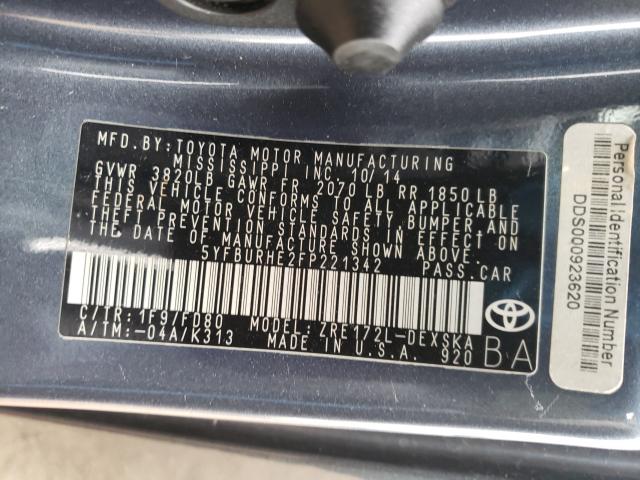 MFD.BY:TOYOTA MOTOR MANUFACTURING
MISSISSIPPI INC. 10/14
GVWR 3820LB GAWR FR 2070 LB RR 1850 LB
THIS VEHICLE CONFORMS TO ALL APPLICABLE
FEDERAL MOTOR VEHICLE SAFETY, BUMPER, AND
THEFT PREVENTION STANDARDS IN EFFECT ON
THE DATE OF MANUFACTURE SHOWN ABOVE.
5YFBURHE2FP221342 PASS.CAR
C/TR:1F9/FD80 MODEL:ZRE172L-DEXSKA
A/TM:-04A/K313 MADE IN U.S.A. 920
BA
Personal Identification Number
DDS000923620